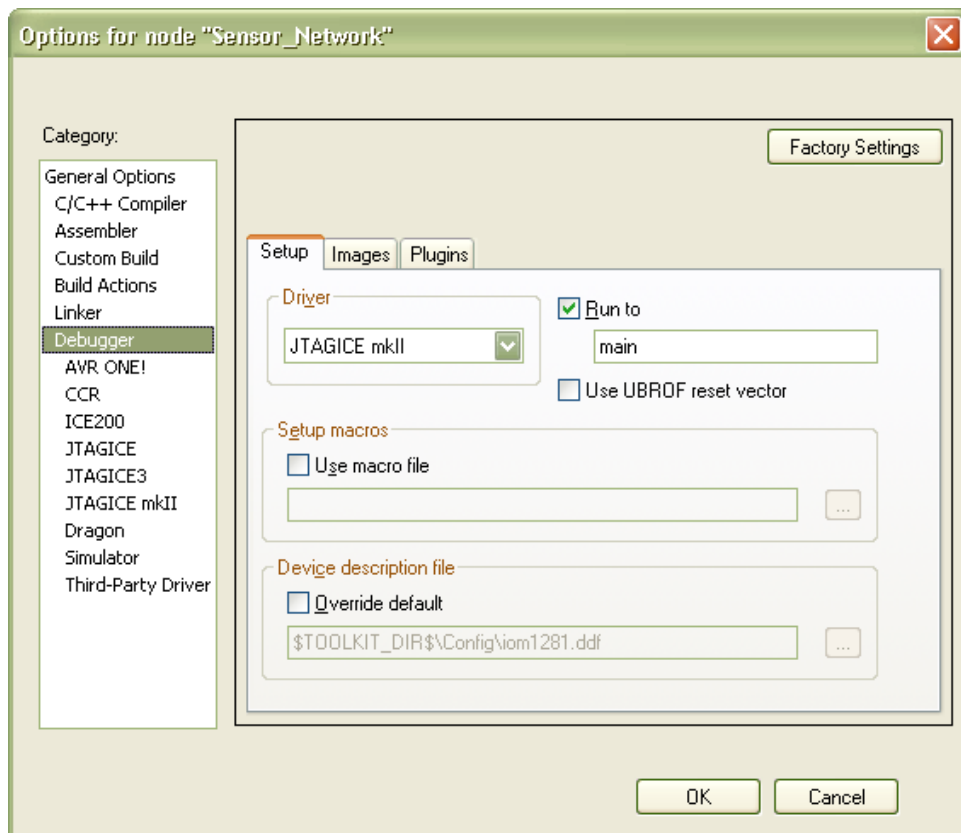 Options for node "Sensor_Network"
Category:
Factory Settings
General Options
C/C++ Compiler
Assembler
Custom Build
Build Actions
Linker
Debugger
AVR ONE!
CCR
ICE200
JTAGICE
JTAGICE3
JTAGICE mkII
Dragon
Simulator
Third-Party Driver
Setup Images Plugins
Driver
JTAGICE mkII
Run to
main
Use UBROF reset vector
Setup macros
Use macro file
...
Device description file
Override default
$TOOLKIT_DIR$\Config\iom1281.ddf
...
OK Cancel